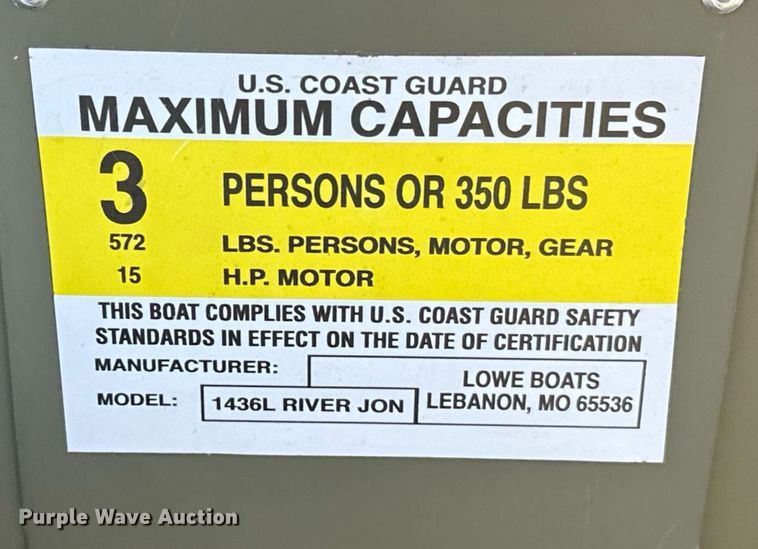 U.S. COAST GUARD
MAXIMUM CAPACITIES
3 PERSONS OR 350 LBS
572 LBS. PERSONS, MOTOR, GEAR
15 H.P. MOTOR
THIS BOAT COMPLIES WITH U.S. COAST GUARD SAFETY
STANDARDS IN EFFECT ON THE DATE OF CERTIFICATION
MANUFACTURER: LOWE BOATS
MODEL: 1436L RIVER JON LEBANON, MO 65536
Purple Wave Auction